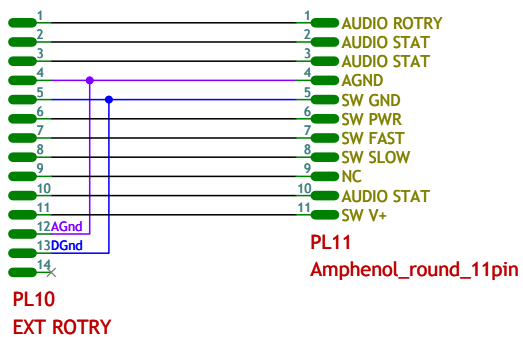 1 1 AUDIO ROTRY
2 2 AUDIO STAT
3 3 AUDIO STAT
4 4 AGND
5 5 SW GND
6 6 SW PWR
7 7 SW FAST
8 8 SW SLOW
9 9 NC
10 10 AUDIO STAT
11 11 SW V+
12 AGnd
13 DGnd
14
PL11
Amphenol_round_11pin
PL10
EXT ROTRY